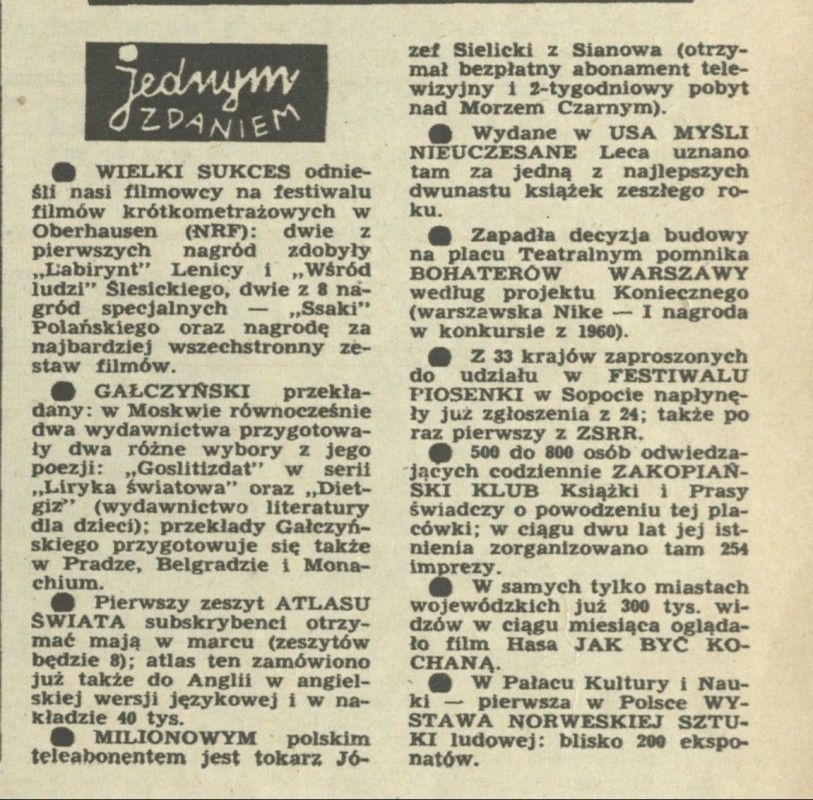 jednym
ZDANIEM
● WIELKI SUKCES odnie-
śli nasi filmowcy na festiwalu
filmów krótkometrażowych w
Oberhausen (NRF): dwie z
pierwszych nagród zdobyły
„Labirynt" Lenicy i „Wśród
ludzi" Ślesickiego, dwie z 8 na-
gród specjalnych — „Ssaki"
Polańskiego oraz nagrodę za
najbardziej wszechstronny ze-
staw filmów.
● GAŁCZYŃSKI przekła-
dany: w Moskwie równocześnie
dwa wydawnictwa przygotowa-
ły dwa różne wybory z jego
poezji: „Goslitizdat" w serii
„Liryka światowa" oraz „Diet-
giz" (wydawnictwo literatury
dla dzieci); przekłady Gałczyń-
skiego przygotowuje się także
w Pradze, Belgradzie i Mona-
chium.
● Pierwszy zeszyt ATLASU
ŚWIATA subskrybenci otrzy-
mać mają w marcu (zeszytów
będzie 8); atlas ten zamówiono
już także do Anglii w angiel-
skiej wersji językowej i w na-
kładzie 40 tys.
● MILIONOWYM polskim
teleabonentem jest tokarz Jó-
zef Sielicki z Sianowa (otrzy-
mał bezpłatny abonament tele-
wizyjny i 2-tygodniowy pobyt
nad Morzem Czarnym).
● Wydane w USA MYŚLI
NIEUCZESANE Leca uznano
tam za jedną z najlepszych
dwunastu książek zeszłego ro-
ku.
● Zapadła decyzja budowy
na placu Teatralnym pomnika
BOHATERÓW WARSZAWY
według projektu Koniecznego
(warszawska Nike — I nagroda
w konkursie z 1960).
● Z 33 krajów zaproszonych
do udziału w FESTIWALU
PIOSENKI w Sopocie napłynę-
ły już zgłoszenia z 24; także po
raz pierwszy z ZSRR.
● 500 do 800 osób odwiedza-
jących codziennie ZAKOPIAŃ-
SKI KLUB Książki i Prasy
świadczy o powodzeniu tej pla-
cówki; w ciągu dwu lat jej ist-
nienia zorganizowano tam 254
imprezy.
● W samych tylko miastach
wojewódzkich już 300 tys. wi-
dzów w ciągu miesiąca ogląda-
ło film Hasa JAK BYĆ KO-
CHANĄ.
● W Pałacu Kultury i Nau-
ki — pierwsza w Polsce WY-
STAWA NORWESKIEJ SZTU-
KI ludowej: blisko 200 ekspo-
natów.